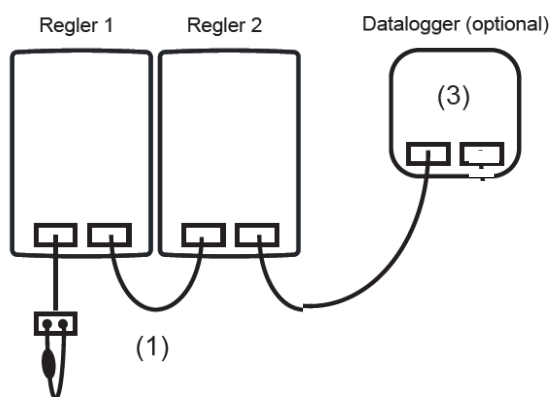 Regler 1
Regler 2
Datalogger (optional)
(3)
(1)